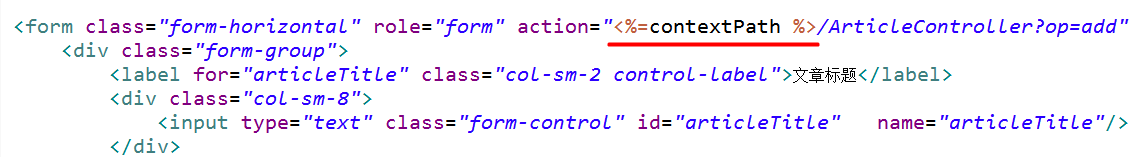 <form class="form-horizontal" role="form" action="<%=contextPath %>/ArticleController?op=add"
<div class="form-group">
<label for="articleTitle" class="col-sm-2 control-label">文章标题</label>
<div class="col-sm-8">
<input type="text" class="form-control" id="articleTitle"   name="articleTitle"/>
</div>